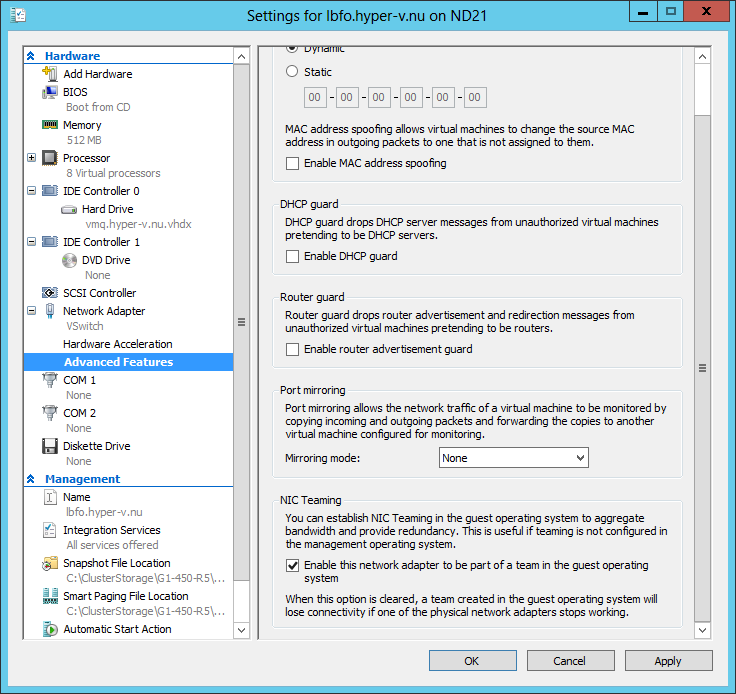 Settings for lbfo.hyper-v.nu on ND21
Hardware
Add Hardware
BIOS
Boot from CD
Memory
512 MB
Processor
8 Virtual processors
IDE Controller 0
Hard Drive
vmq.hyper-v.nu.vhdx
IDE Controller 1
DVD Drive
None
SCSI Controller
Network Adapter
VSwitch
Hardware Acceleration
Advanced Features
COM 1
None
COM 2
None
Diskette Drive
None
Management
Name
lbfo.hyper-v.nu
Integration Services
All services offered
Snapshot File Location
C:\ClusterStorage\G1-450-R5\...
Smart Paging File Location
C:\ClusterStorage\G1-450-R5\...
Automatic Start Action
Dynamic
Static
00 - 00 - 00 - 00 - 00 - 00
MAC address spoofing allows virtual machines to change the source MAC
address in outgoing packets to one that is not assigned to them.
Enable MAC address spoofing
DHCP guard
DHCP guard drops DHCP server messages from unauthorized virtual machines
pretending to be DHCP servers.
Enable DHCP guard
Router guard
Router guard drops router advertisement and redirection messages from
unauthorized virtual machines pretending to be routers.
Enable router advertisement guard
Port mirroring
Port mirroring allows the network traffic of a virtual machine to be monitored by
copying incoming and outgoing packets and forwarding the copies to another
virtual machine configured for monitoring.
Mirroring mode: None
NIC Teaming
You can establish NIC Teaming in the guest operating system to aggregate
bandwidth and provide redundancy. This is useful if teaming is not configured in
the management operating system.
Enable this network adapter to be part of a team in the guest operating
system
When this option is cleared, a team created in the guest operating system will
lose connectivity if one of the physical network adapters stops working.
OK Cancel Apply